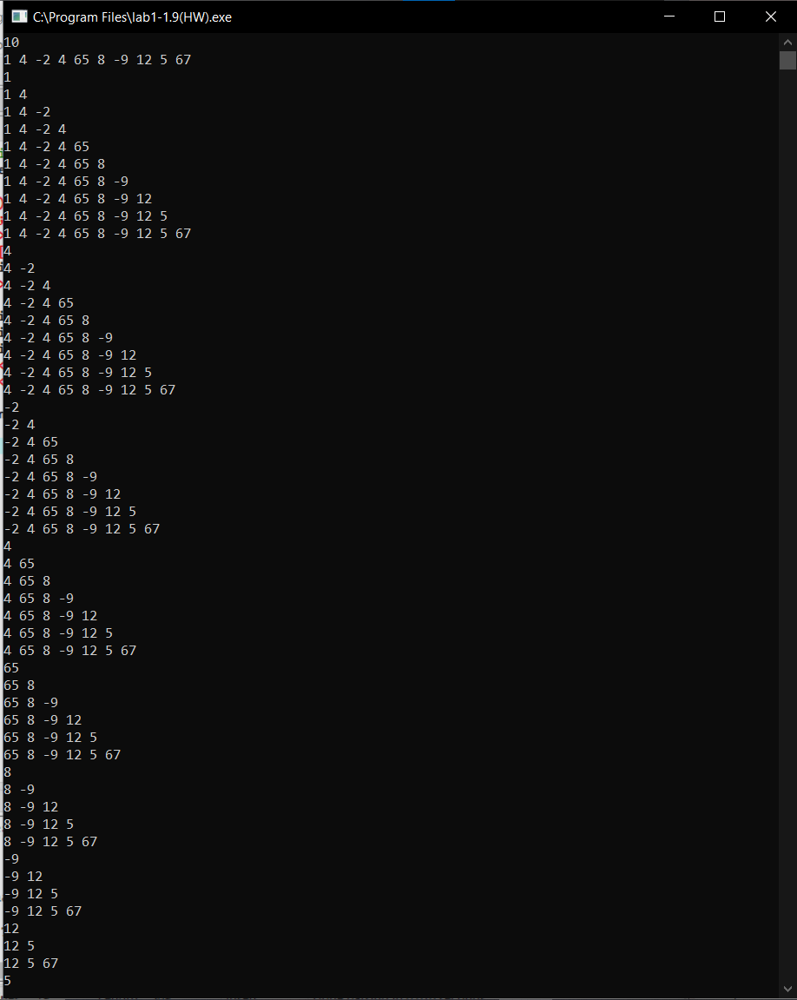 C:\Program Files\lab1-1.9(HW).exe
10
1 4 -2 4 65 8 -9 12 5 67
1
1 4
1 4 -2
1 4 -2 4
1 4 -2 4 65
1 4 -2 4 65 8
1 4 -2 4 65 8 -9
1 4 -2 4 65 8 -9 12
1 4 -2 4 65 8 -9 12 5
1 4 -2 4 65 8 -9 12 5 67
4
4 -2
4 -2 4
4 -2 4 65
4 -2 4 65 8
4 -2 4 65 8 -9
4 -2 4 65 8 -9 12
4 -2 4 65 8 -9 12 5
4 -2 4 65 8 -9 12 5 67
-2
-2 4
-2 4 65
-2 4 65 8
-2 4 65 8 -9
-2 4 65 8 -9 12
-2 4 65 8 -9 12 5
-2 4 65 8 -9 12 5 67
4
4 65
4 65 8
4 65 8 -9
4 65 8 -9 12
4 65 8 -9 12 5
4 65 8 -9 12 5 67
65
65 8
65 8 -9
65 8 -9 12
65 8 -9 12 5
65 8 -9 12 5 67
8
8 -9
8 -9 12
8 -9 12 5
8 -9 12 5 67
-9
-9 12
-9 12 5
-9 12 5 67
12
12 5
12 5 67
5